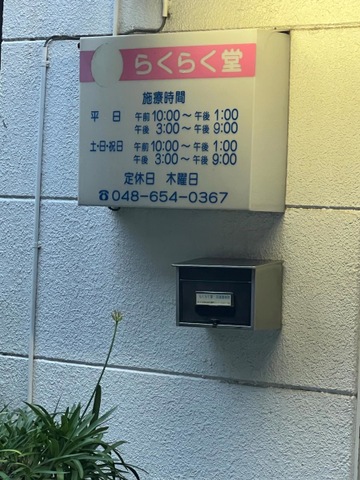 らくらく堂
施療時間
平 日 午前 10:00～午後 1:00
午後 3:00～午後 9:00
土・日・祝日 午前 10:00～午後 1:00
午後 3:00～午後 9:00
定休日 木曜日
☎048-654-0367